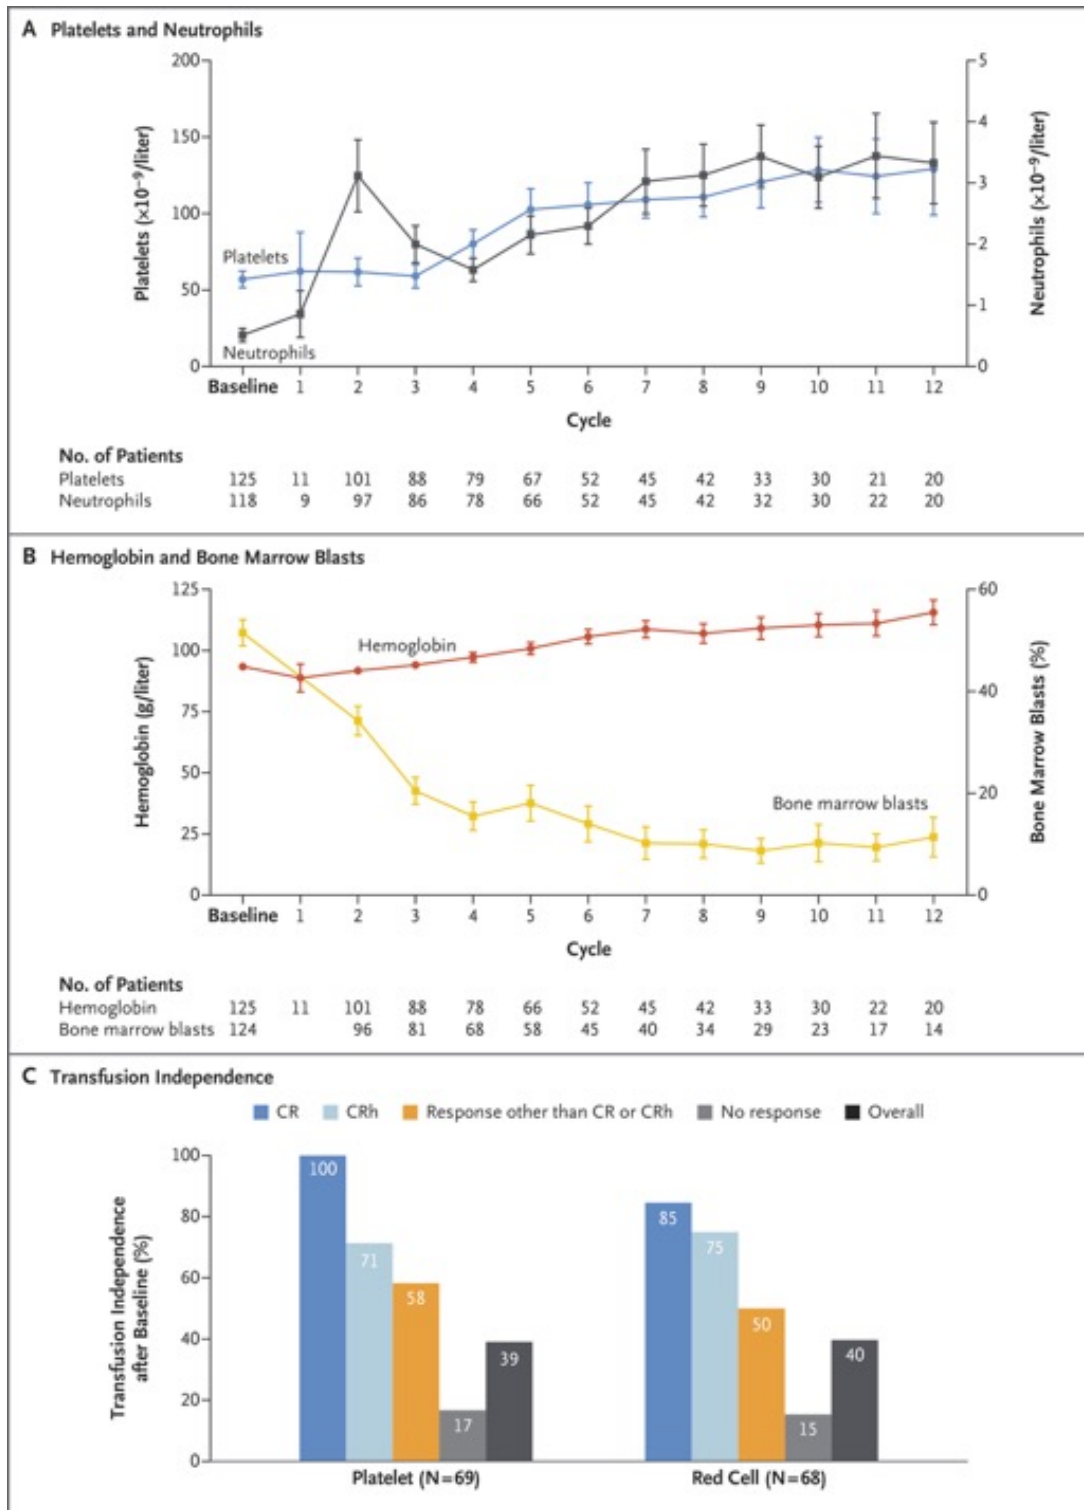 A Platelets and Neutrophils
Platelets (×10⁻⁹/liter)
200
150
100
50
0
Platelets
Neutrophils
5
4
3
2
1
0
Neutrophils (×10⁻⁹/liter)
Baseline 1 2 3 4 5 6 7 8 9 10 11 12
Cycle
No. of Patients
Platelets 125 11 101 88 79 67 52 45 42 33 30 21 20
Neutrophils 118 9 97 86 78 66 52 45 42 32 30 22 20
B Hemoglobin and Bone Marrow Blasts
Hemoglobin (g/liter)
125
100
75
50
25
0
Hemoglobin
Bone marrow blasts
60
40
20
0
Bone Marrow Blasts (%)
Baseline 1 2 3 4 5 6 7 8 9 10 11 12
Cycle
No. of Patients
Hemoglobin 125 11 101 88 78 66 52 45 42 33 30 22 20
Bone marrow blasts 124 96 81 68 58 45 40 34 29 23 17 14
C Transfusion Independence
CR CRh Response other than CR or CRh No response Overall
Transfusion Independence
after Baseline (%)
100
80
60
40
20
0
100
71
58
17
39
85
75
50
15
40
Platelet (N=69) Red Cell (N=68)